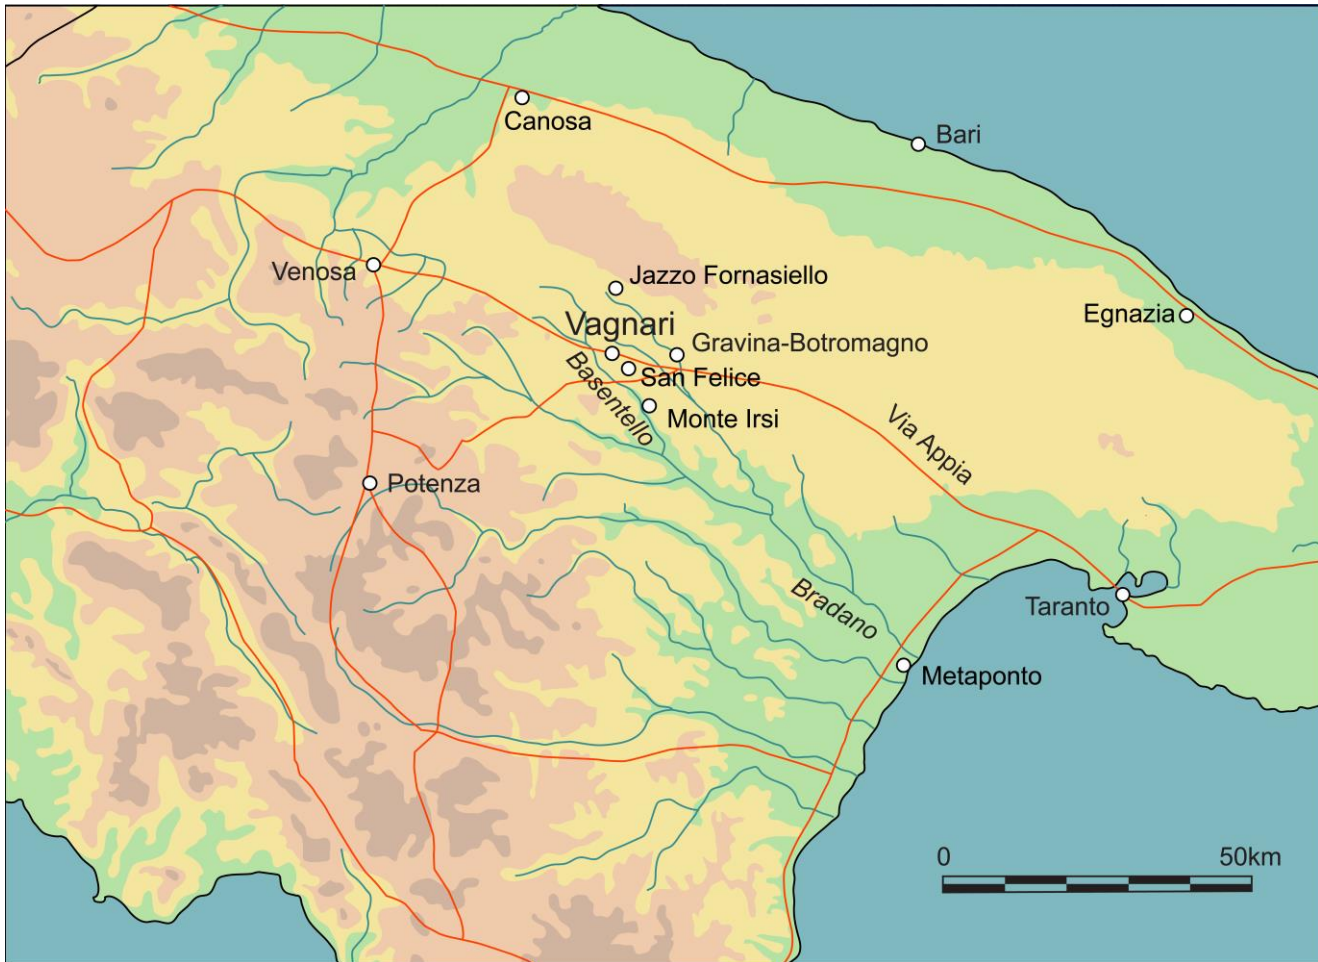 Canosa
Bari
Venosa
Jazzo Fornasiello
Egnazia
Vagnari
Gravina-Botromagno
San Felice
Basentello
Monte Irsi
Via Appia
Potenza
Bradano
Taranto
Metaponto
0 50km